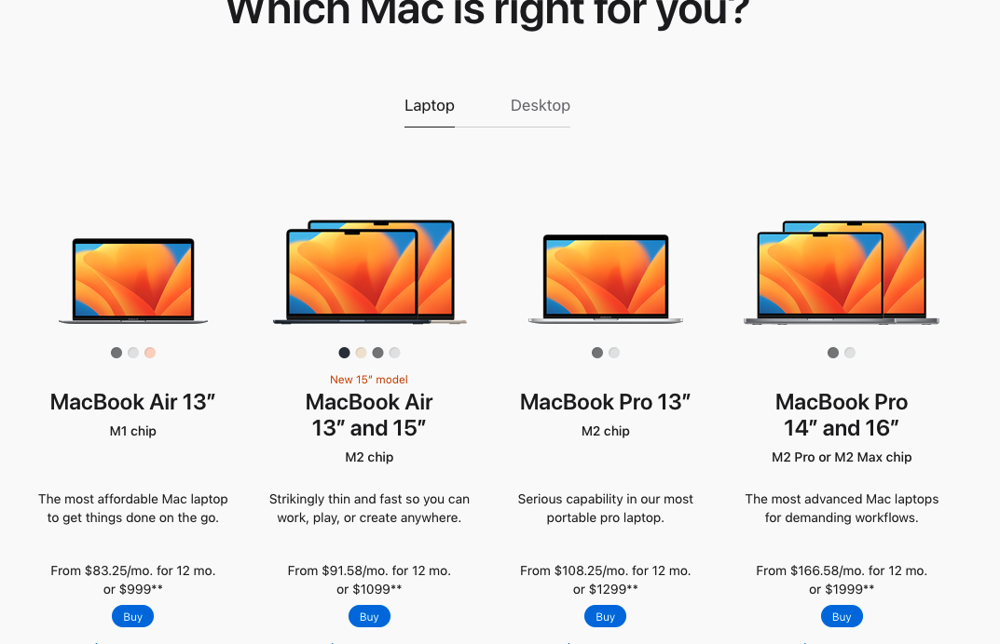 Which Mac is right for you?
Laptop
Desktop
MacBook Air 13”
M1 chip
The most affordable Mac laptop
to get things done on the go.
From $83.25/mo. for 12 mo.
or $999**
Buy
New 15” model
MacBook Air
13” and 15”
M2 chip
Strikingly thin and fast so you can
work, play, or create anywhere.
From $91.58/mo. for 12 mo.
or $1099**
Buy
MacBook Pro 13”
M2 chip
Serious capability in our most
portable pro laptop.
From $108.25/mo. for 12 mo.
or $1299**
Buy
MacBook Pro
14” and 16”
M2 Pro or M2 Max chip
The most advanced Mac laptops
for demanding workflows.
From $166.58/mo. for 12 mo.
or $1999**
Buy